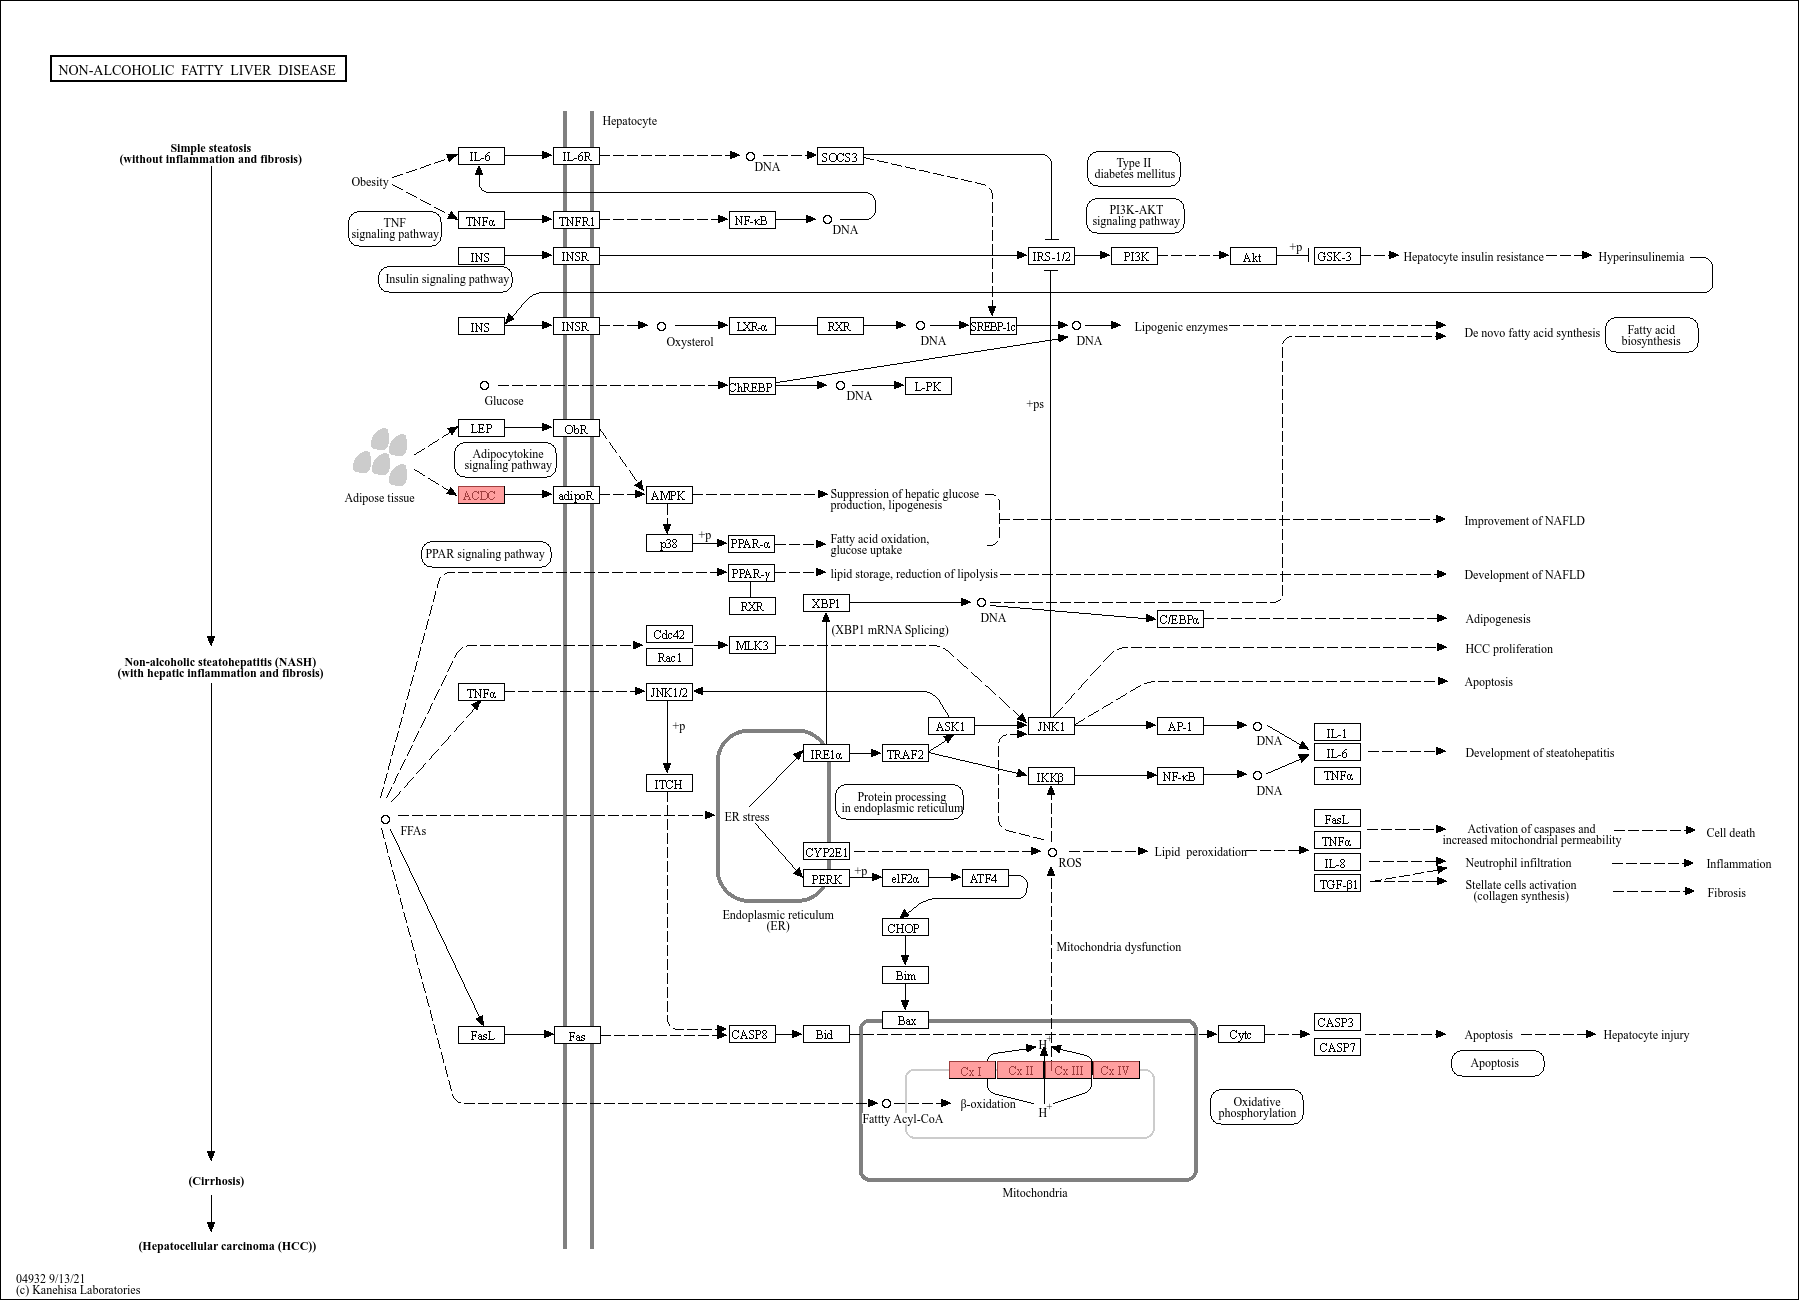 NON-ALCOHOLIC FATTY LIVER DISEASE
Hepatocyte
Simple steatosis
(without inflammation and fibrosis)
Non-alcoholic steatohepatitis (NASH)
(with hepatic inflammation and fibrosis)
(Cirrhosis)
(Hepatocellular carcinoma (HCC))
IL-6
IL-6R
DNA
SOCS3
Type II
diabetes mellitus
Obesity
TNF
signaling pathway
TNFα
TNFR1
NF-κB
DNA
PI3K-AKT
signaling pathway
INS
INSR
IRS-1/2
PI3K
Akt
+p
GSK-3
Hepatocyte insulin resistance
Hyperinsulinemia
Insulin signaling pathway
INS
INSR
Oxysterol
LXR-α
RXR
DNA
SREBP-1c
DNA
Lipogenic enzymes
De novo fatty acid synthesis
Fatty acid
biosynthesis
Glucose
ChREBP
DNA
L-PK
+ps
LEP
ObR
Adipocytokine
signaling pathway
Adipose tissue
ACDC
adipoR
AMPK
Suppression of hepatic glucose
production, lipogenesis
Improvement of NAFLD
p38
+p
PPAR-α
Fatty acid oxidation,
glucose uptake
PPAR signaling pathway
PPAR-γ
lipid storage, reduction of lipolysis
Development of NAFLD
RXR
XBP1
DNA
(XBP1 mRNA Splicing)
C/EBPα
Adipogenesis
Cdc42
Rac1
MLK3
HCC proliferation
TNFα
JNK1/2
Apoptosis
+p
ASK1
JNK1
AP-1
DNA
IL-1
IL-6
TNFα
Development of steatohepatitis
IRE1α
TRAF2
IKKβ
NF-κB
DNA
ITCH
ER stress
Protein processing
in endoplasmic reticulum
FFAs
CYP2E1
ROS
Lipid peroxidation
FasL
TNFα
IL-8
TGF-β1
Activation of caspases and
increased mitochondrial permeability
Cell death
Neutrophil infiltration
Inflammation
Stellate cells activation
(collagen synthesis)
Fibrosis
PERK
+p
eIF2α
ATF4
Endoplasmic reticulum
(ER)
CHOP
Mitochondria dysfunction
Bim
Bax
FasL
Fas
CASP8
Bid
Cytc
CASP3
CASP7
Apoptosis
Hepatocyte injury
Apoptosis
H+
Cx I
Cx II
Cx III
Cx IV
Fattty Acyl-CoA
β-oxidation
H+
Oxidative
phosphorylation
Mitochondria
04932 9/13/21
(c) Kanehisa Laboratories